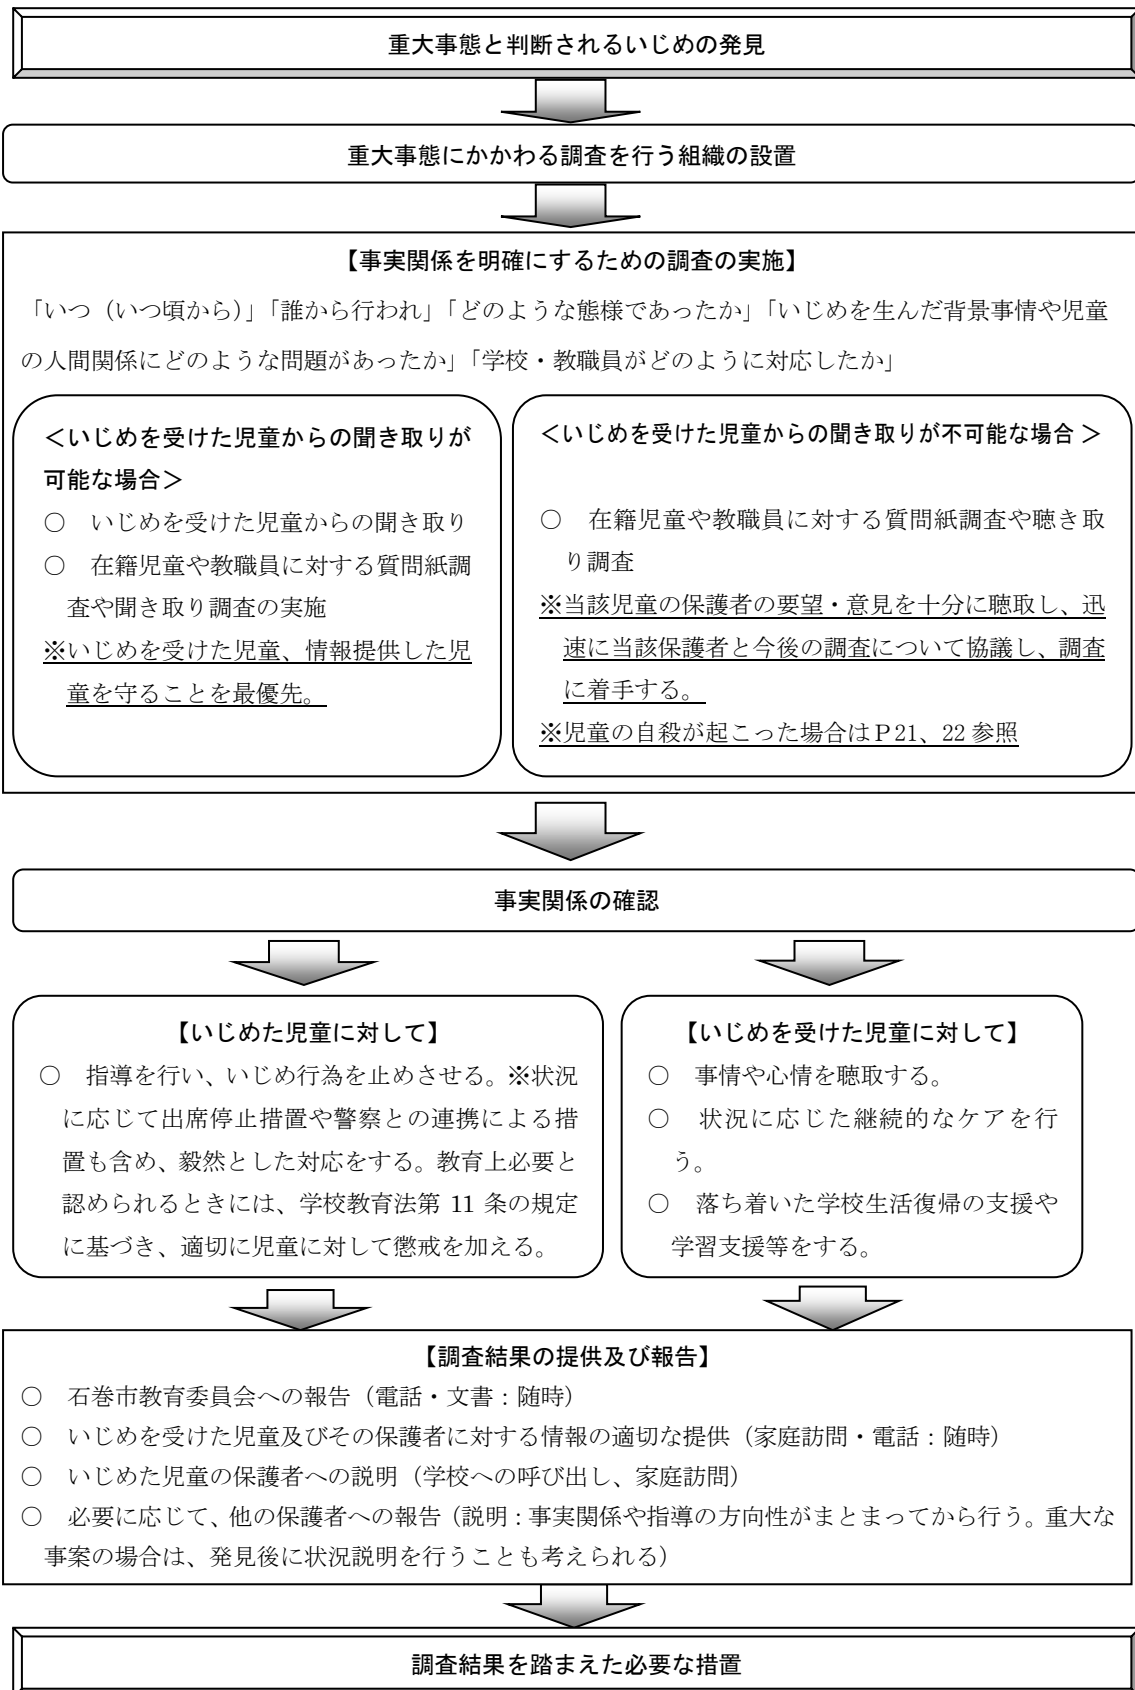 重大事態と判断されるいじめの発見
重大事態にかかわる調査を行う組織の設置
【事実関係を明確にするための調査の実施】
「いつ（いつ頃から）」「誰から行われ」「どのような態様であったか」「いじめを生んだ背景事情や児童
の人間関係にどのような問題があったか」「学校・教職員がどのように対応したか」
＜いじめを受けた児童からの聞き取りが
可能な場合＞
○　いじめを受けた児童からの聞き取り
○　在籍児童や教職員に対する質問紙調
査や聞き取り調査の実施
※いじめを受けた児童、情報提供した児
童を守ることを最優先。
＜いじめを受けた児童からの聞き取りが不可能な場合 ＞
○　在籍児童や教職員に対する質問紙調査や聴き取
り調査
※当該児童の保護者の要望・意見を十分に聴取し、迅
速に当該保護者と今後の調査について協議し、調査
に着手する。
※児童の自殺が起こった場合はＰ21、22 参照
事実関係の確認
【いじめた児童に対して】
○　指導を行い、いじめ行為を止めさせる。※状況
に応じて出席停止措置や警察との連携による措
置も含め、毅然とした対応をする。教育上必要と
認められるときには、学校教育法第 11 条の規定
に基づき、適切に児童に対して懲戒を加える。
【いじめを受けた児童に対して】
○　事情や心情を聴取する。
○　状況に応じた継続的なケアを行
う。
○　落ち着いた学校生活復帰の支援や
学習支援等をする。
【調査結果の提供及び報告】
○　石巻市教育委員会への報告（電話・文書：随時）
○　いじめを受けた児童及びその保護者に対する情報の適切な提供（家庭訪問・電話：随時）
○　いじめた児童の保護者への説明（学校への呼び出し、家庭訪問）
○　必要に応じて、他の保護者への報告（説明：事実関係や指導の方向性がまとまってから行う。重大な
事案の場合は、発見後に状況説明を行うことも考えられる）
調査結果を踏まえた必要な措置